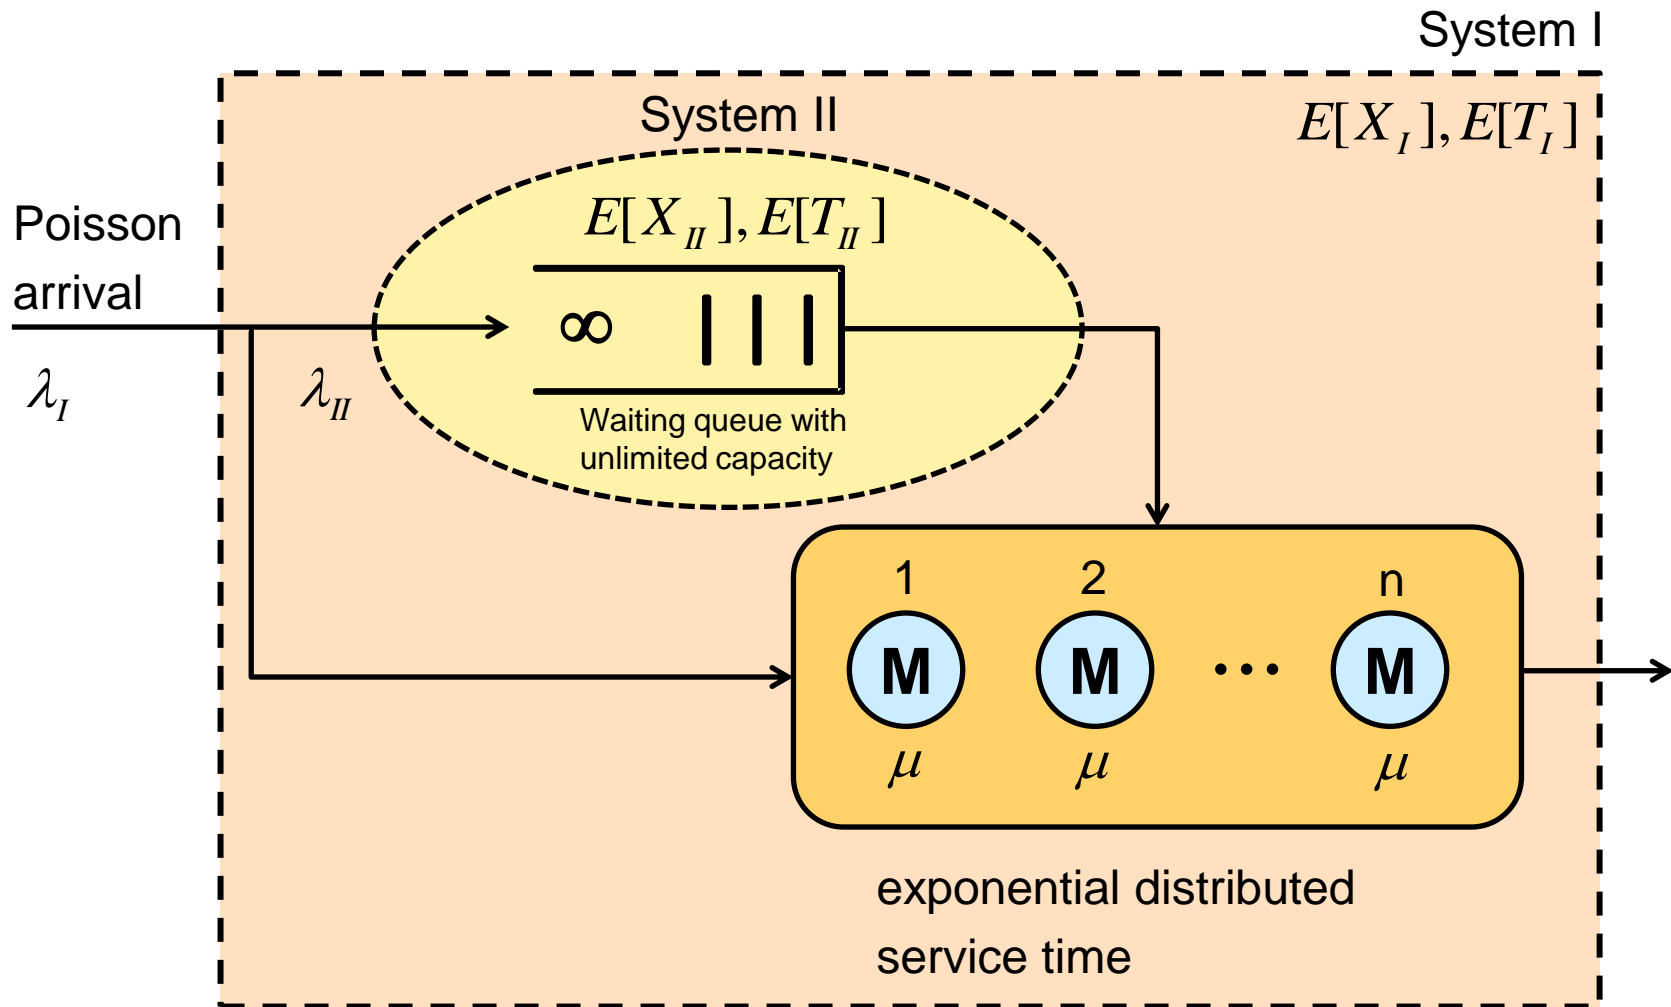 System I
E[X_I], E[T_I]
System II
E[X_II], E[T_II]
Poisson
arrival
λ_I
λ_II
∞
Waiting queue with
unlimited capacity
1 2 n
M M ••• M
μ μ μ
exponential distributed
service time